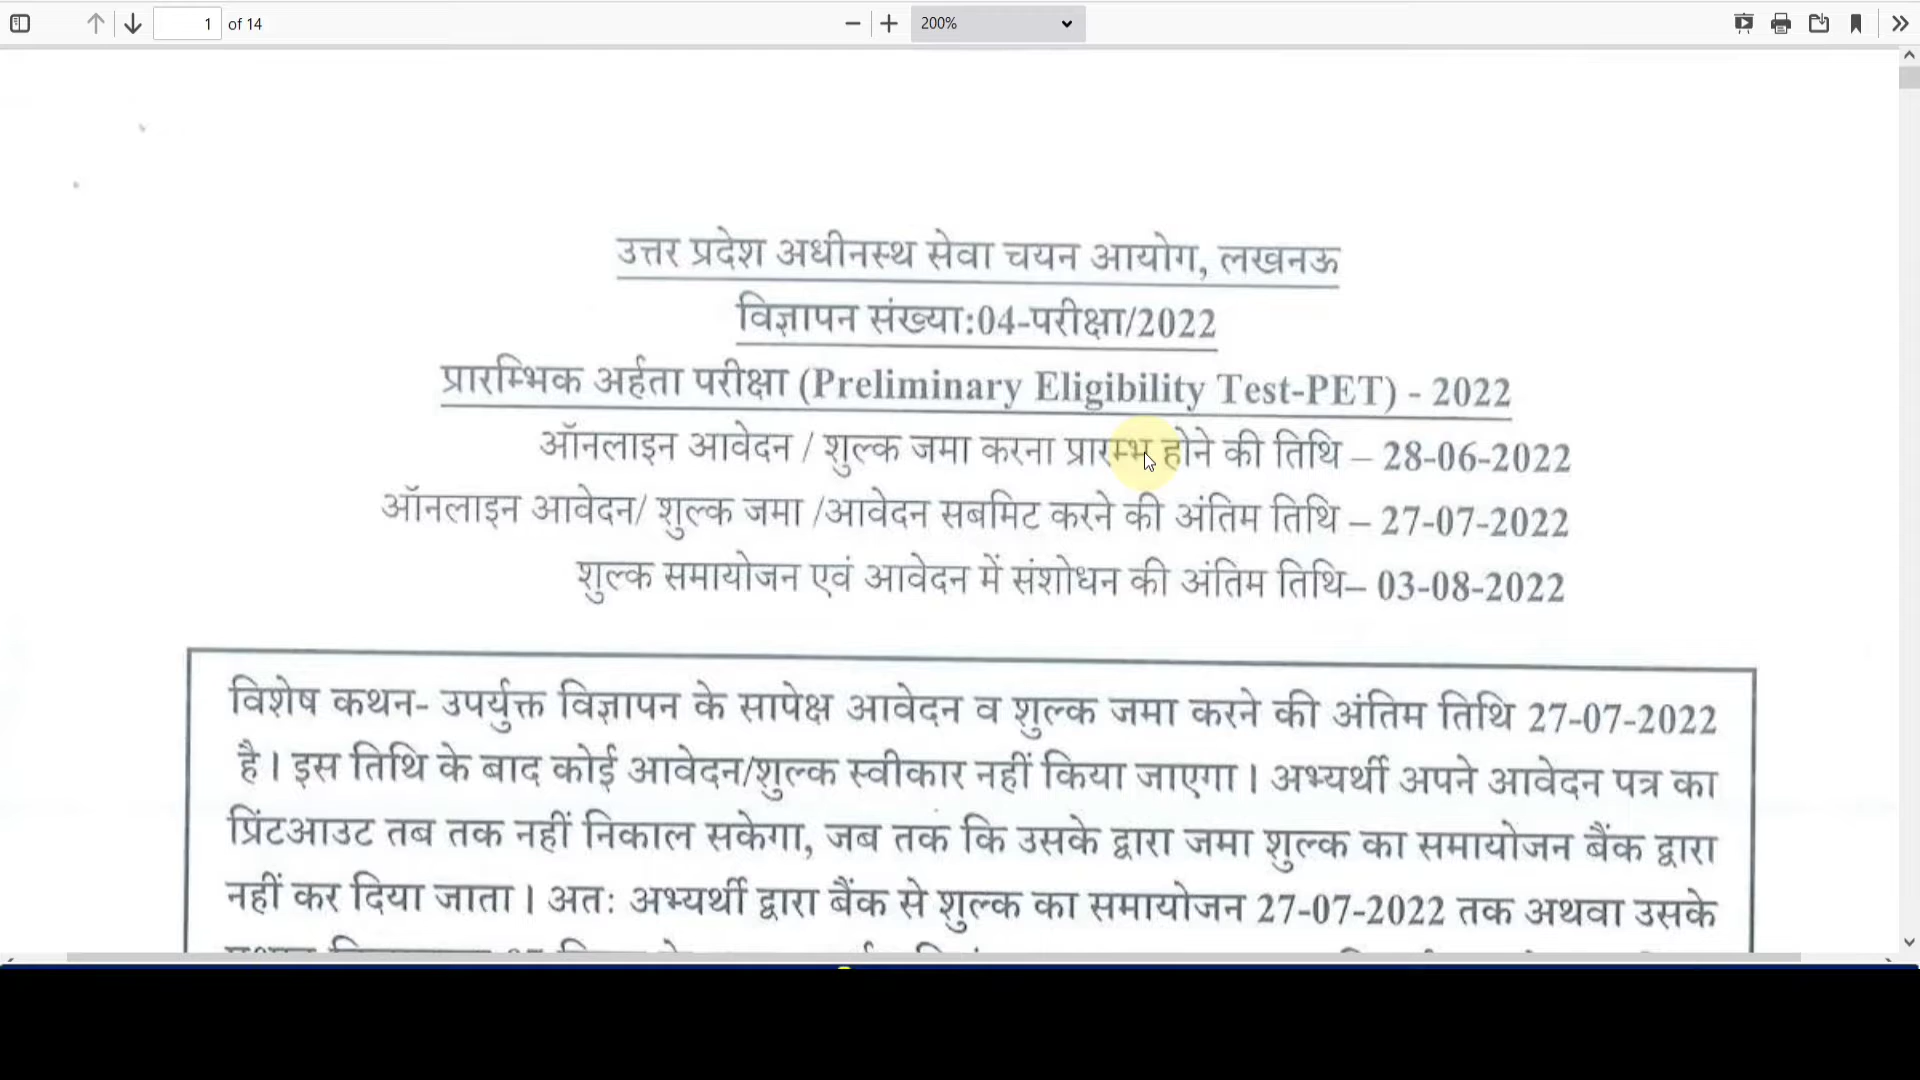 1 of 14 200%
उत्तर प्रदेश अधीनस्थ सेवा चयन आयोग, लखनऊ
विज्ञापन संख्या:04-परीक्षा/2022
प्रारम्भिक अर्हता परीक्षा (Preliminary Eligibility Test-PET) - 2022
ऑनलाइन आवेदन / शुल्क जमा करना प्रारम्भ होने की तिथि – 28-06-2022
ऑनलाइन आवेदन/ शुल्क जमा /आवेदन सबमिट करने की अंतिम तिथि – 27-07-2022
शुल्क समायोजन एवं आवेदन में संशोधन की अंतिम तिथि– 03-08-2022
विशेष कथन- उपर्युक्त विज्ञापन के सापेक्ष आवेदन व शुल्क जमा करने की अंतिम तिथि 27-07-2022
है। इस तिथि के बाद कोई आवेदन/शुल्क स्वीकार नहीं किया जाएगा। अभ्यर्थी अपने आवेदन पत्र का
प्रिंटआउट तब तक नहीं निकाल सकेगा, जब तक कि उसके द्वारा जमा शुल्क का समायोजन बैंक द्वारा
नहीं कर दिया जाता। अतः अभ्यर्थी द्वारा बैंक से शुल्क का समायोजन 27-07-2022 तक अथवा उसके